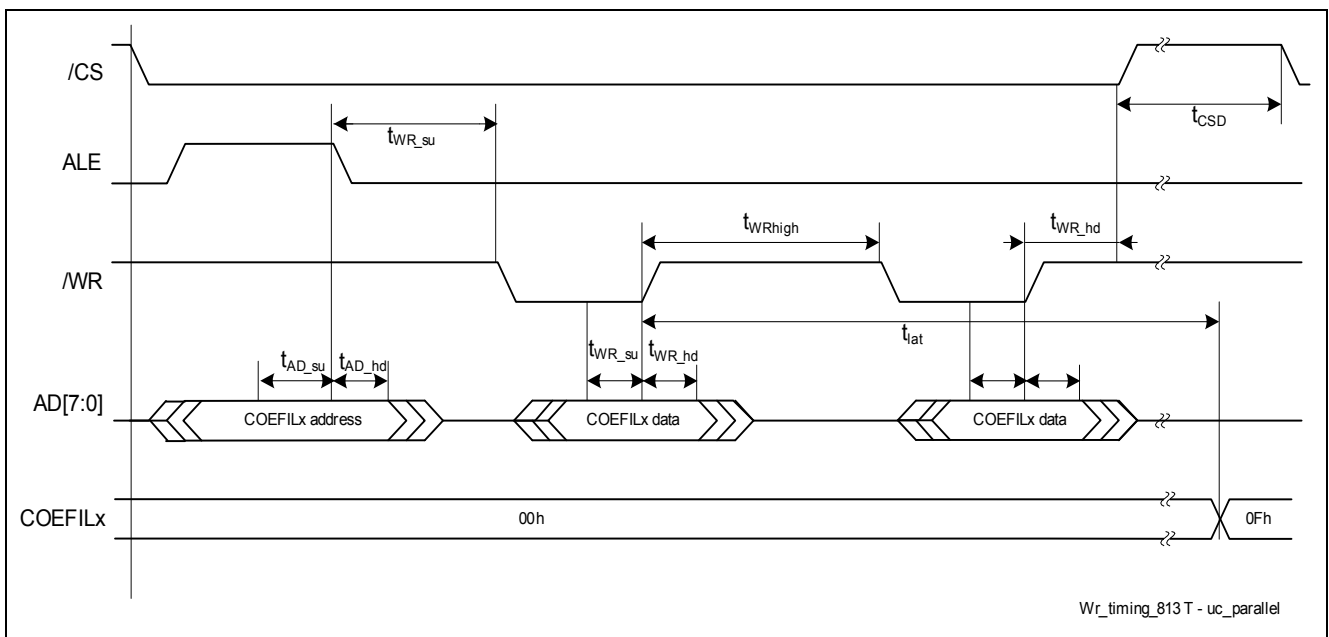 /CS
tCSD
tWR_su
ALE
tWRhigh
tWR_hd
/WR
tlat
tAD_su
tAD_hd
tWR_su
tWR_hd
AD[7:0]
COEFILx address
COEFILx data
COEFILx data
COEFILx
00h
0Fh
Wr_timing_813 T - uc_parallel